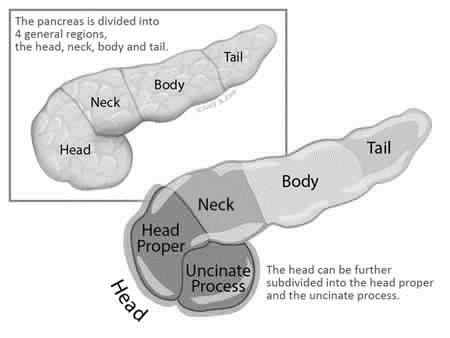 The pancreas is divided into
4 general regions,
the head, neck, body and tail.
Tail
Body
Neck
Head
Tail
Body
Neck
Head
Proper
Uncinate
Process
Head
The head can be further
subdivided into the head proper
and the uncinate process.